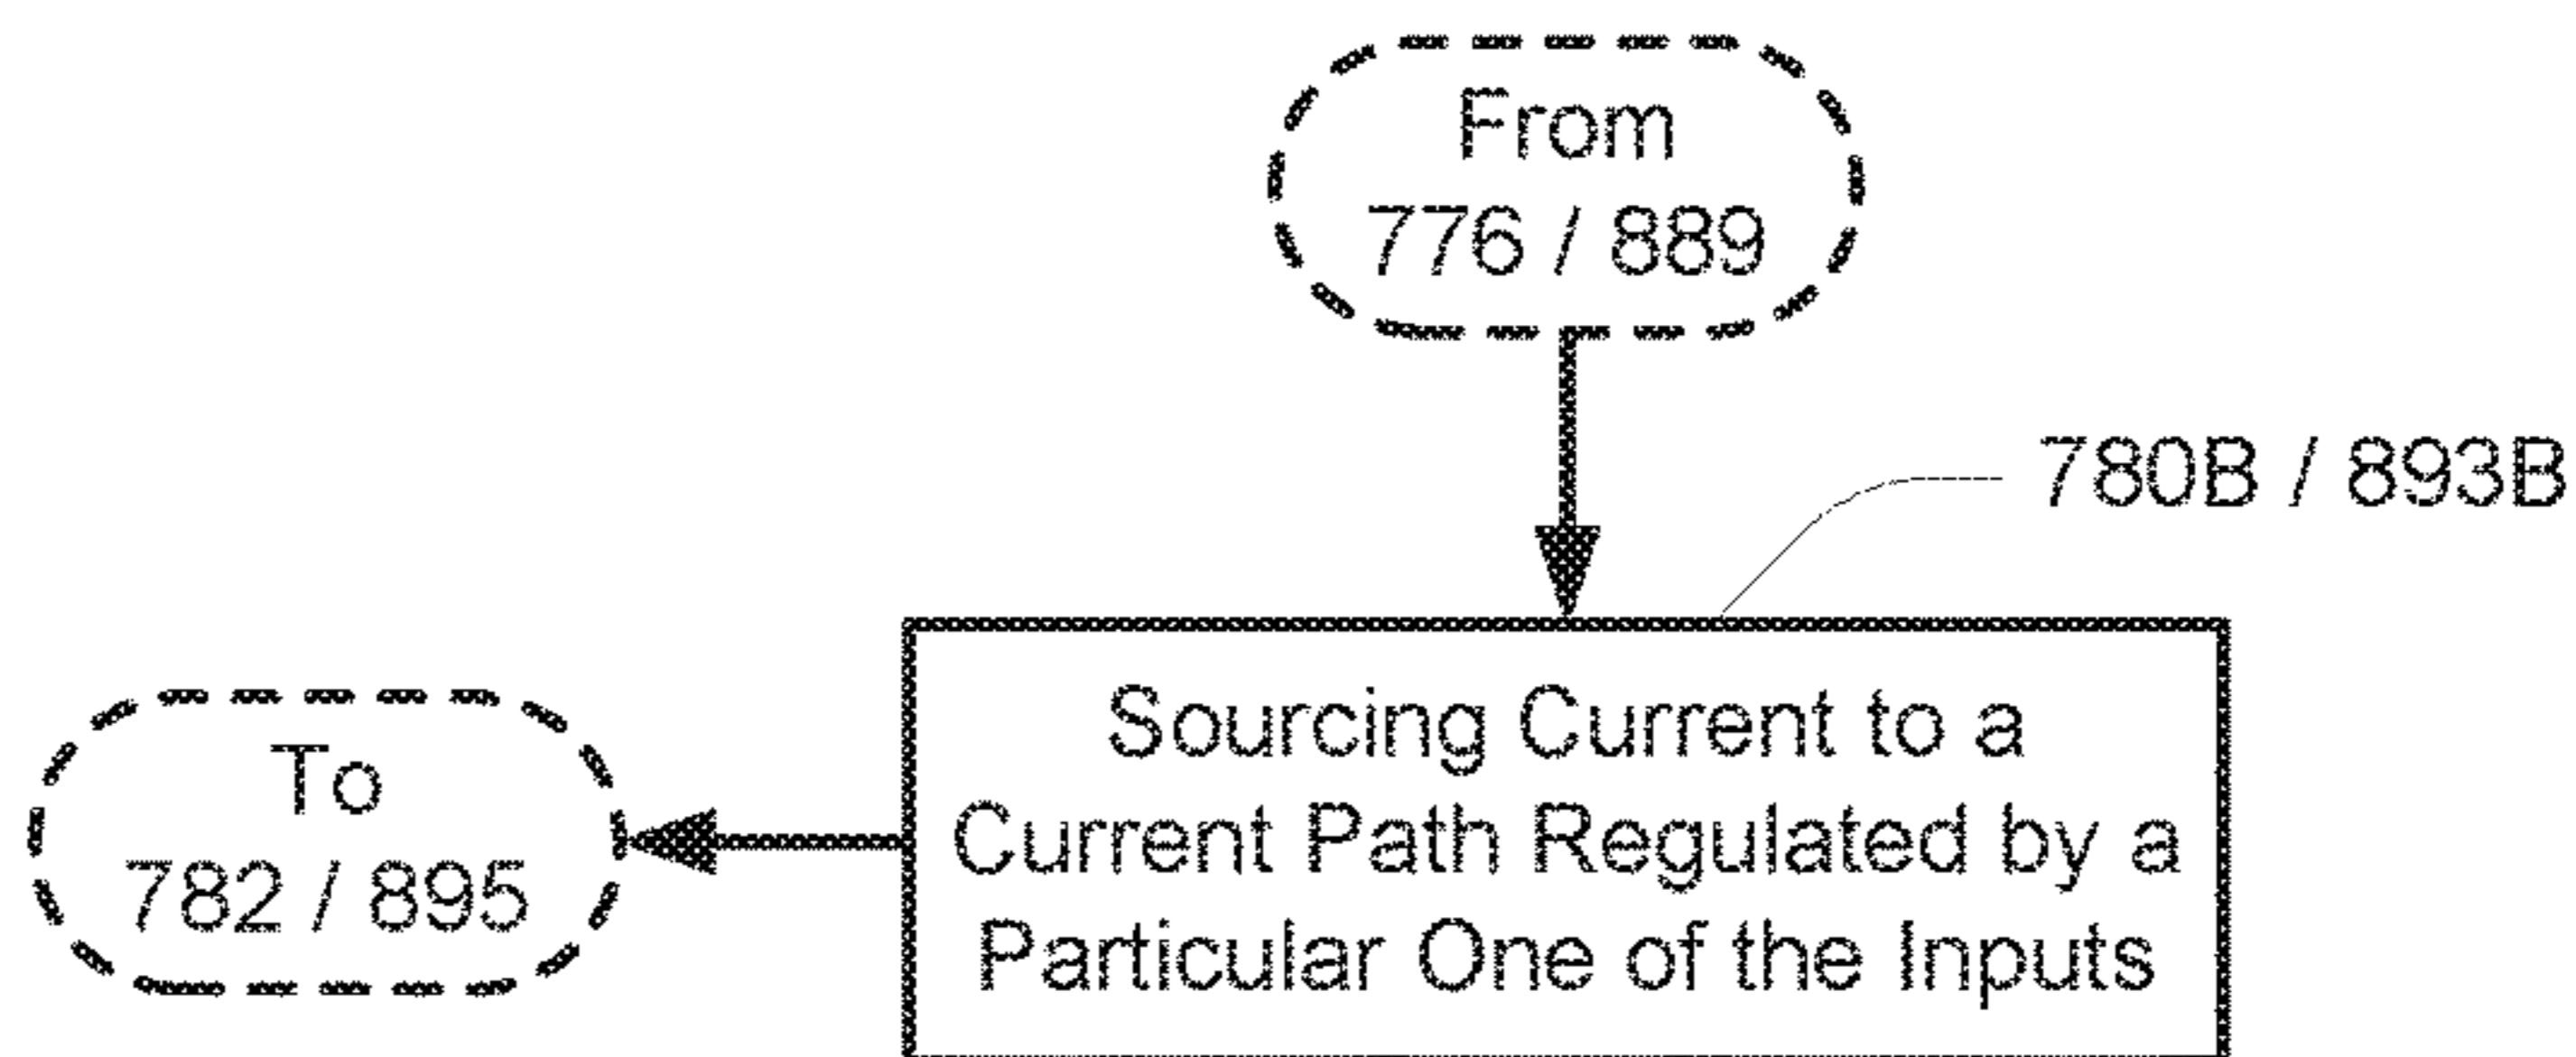 From
776 / 889
780B / 893B
Sourcing Current to a
Current Path Regulated by a
Particular One of the Inputs
To
782 / 895